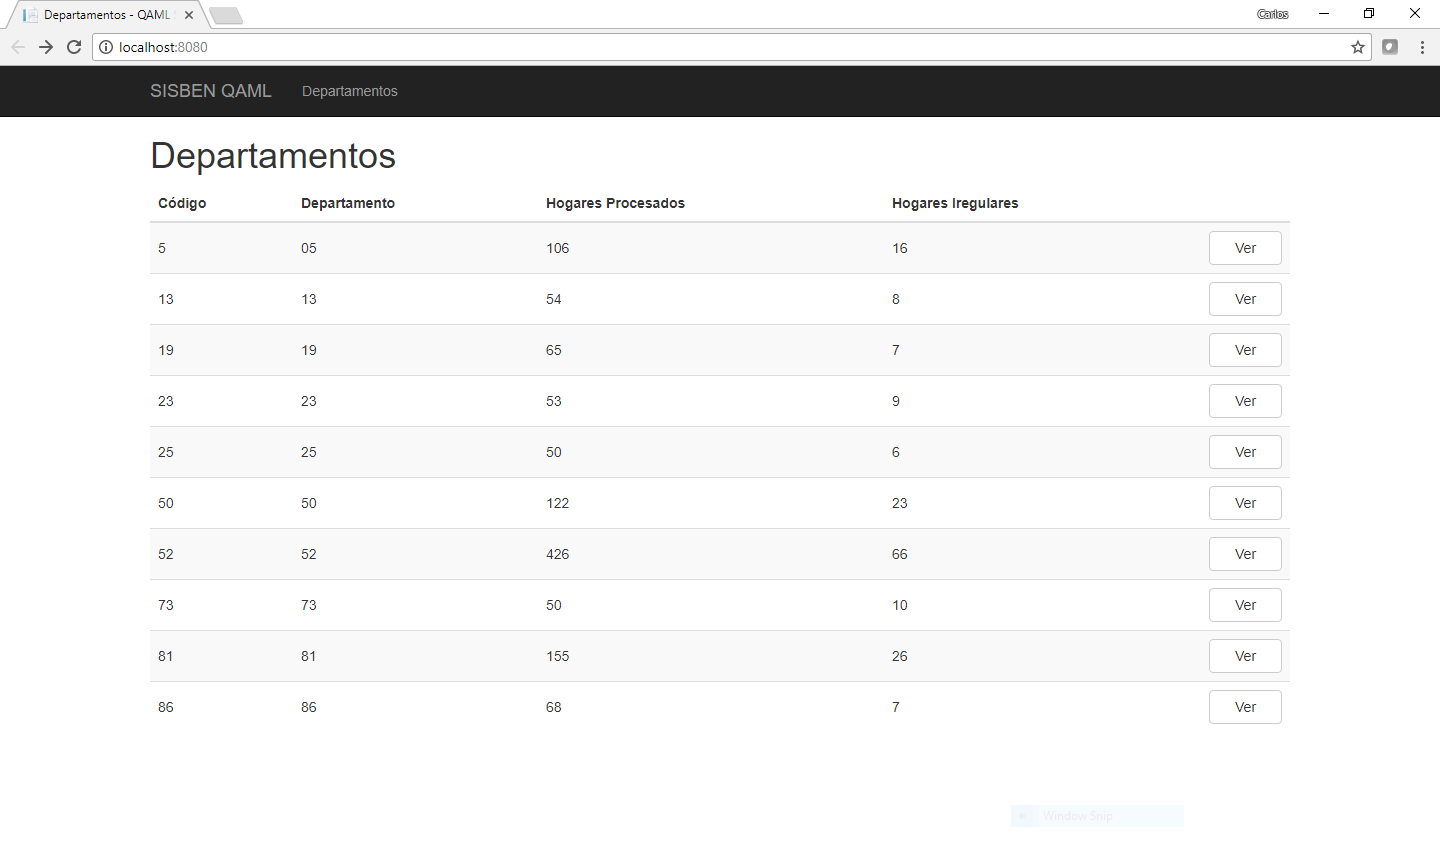 Departamentos - QAML
Carlos
localhost:8080
SISBEN QAML Departamentos
Departamentos
Código Departamento Hogares Procesados Hogares Iregulares
5 05 106 16 Ver
13 13 54 8 Ver
19 19 65 7 Ver
23 23 53 9 Ver
25 25 50 6 Ver
50 50 122 23 Ver
52 52 426 66 Ver
73 73 50 10 Ver
81 81 155 26 Ver
86 86 68 7 Ver
Window Snip